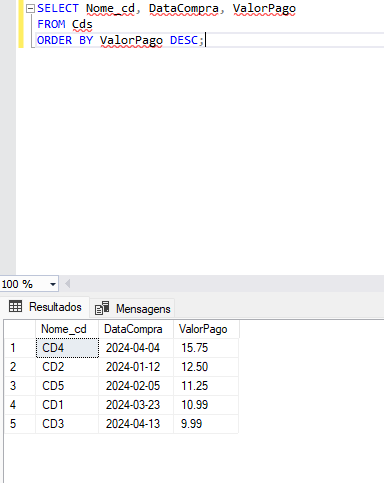 SELECT Nome_cd, DataCompra, ValorPago
FROM Cds
ORDER BY ValorPago DESC;
100 %
Resultados Mensagens
Nome_cd DataCompra ValorPago
1 CD4 2024-04-04 15.75
2 CD2 2024-01-12 12.50
3 CD5 2024-02-05 11.25
4 CD1 2024-03-23 10.99
5 CD3 2024-04-13 9.99